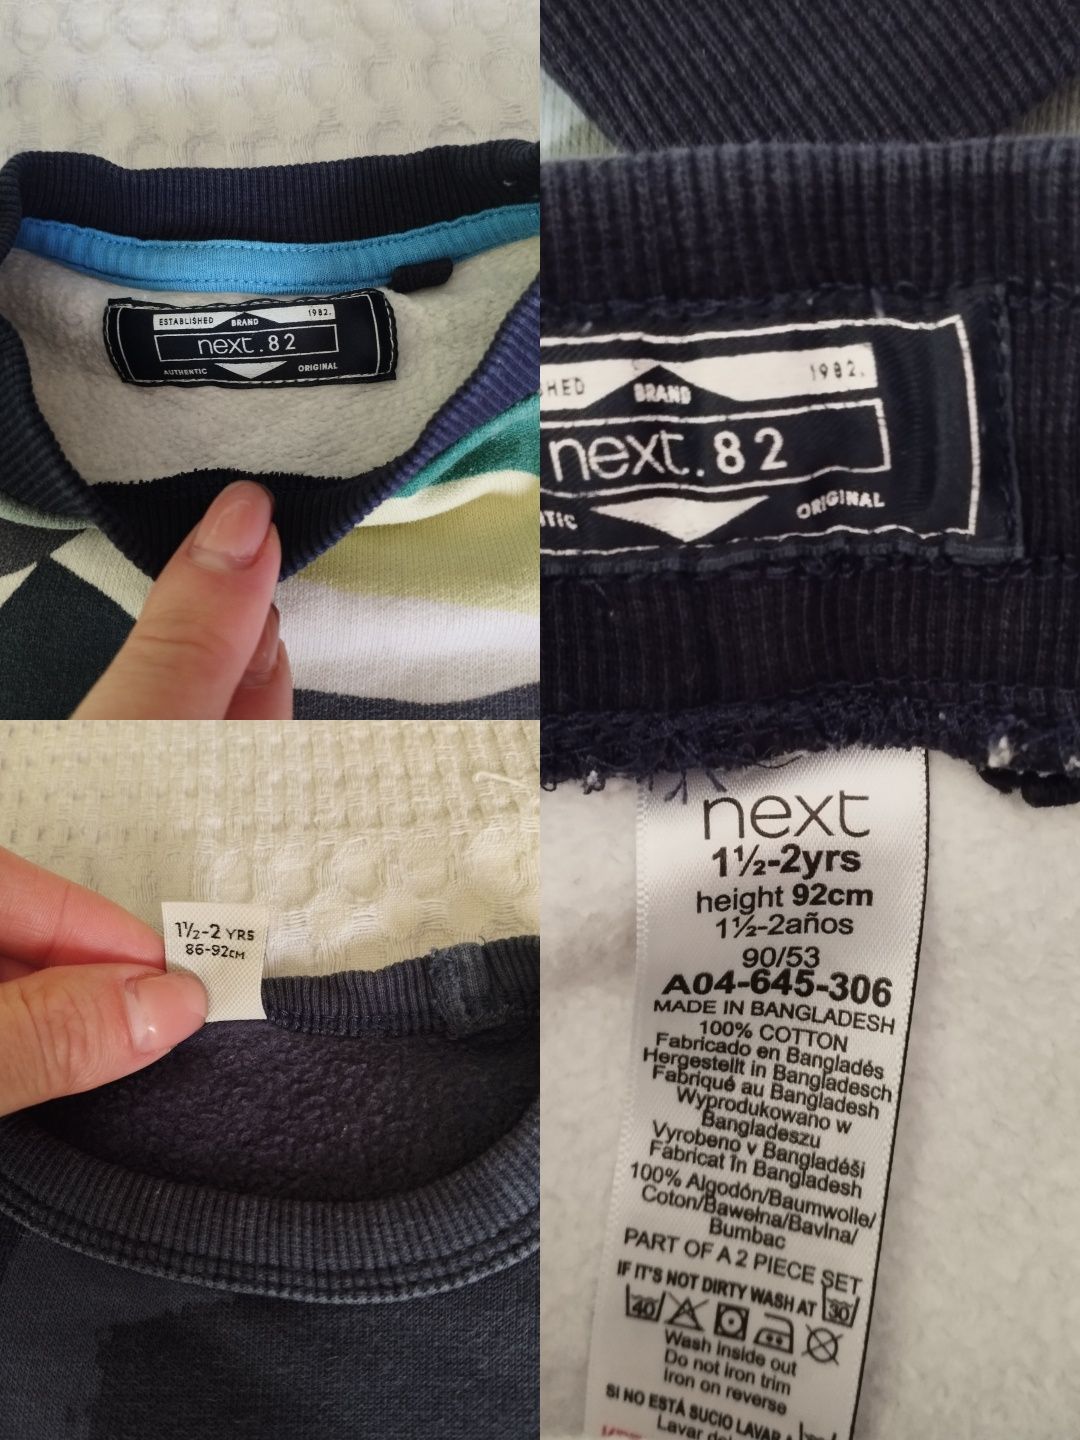 ESTABLISHED BRAND 1982.
next.82
AUTHENTIC ORIGINAL
HED BRAND 1982.
next.82
TIC ORIGINAL
1½-2 YRS
86-92CM
next
1½-2yrs
height 92cm
1½-2años
90/53
A04-645-306
MADE IN BANGLADESH
100% COTTON
Fabricado en Bangladés
Hergestellt in Bangladesch
Fabriqué au Bangladesh
Wyprodukowano w
Bangladeszu
Vyrobeno v Bangladéši
Fabricat în Bangladesh
100% Algodón/Baumwolle/
Coton/Bawełna/Bavlna/
Bumbac
PART OF A 2 PIECE SET
IF IT'S NOT DIRTY WASH AT 30
40
Wash inside out
Do not iron trim
Iron on reverse
SI NO ESTÁ SUCIO LAVAR A